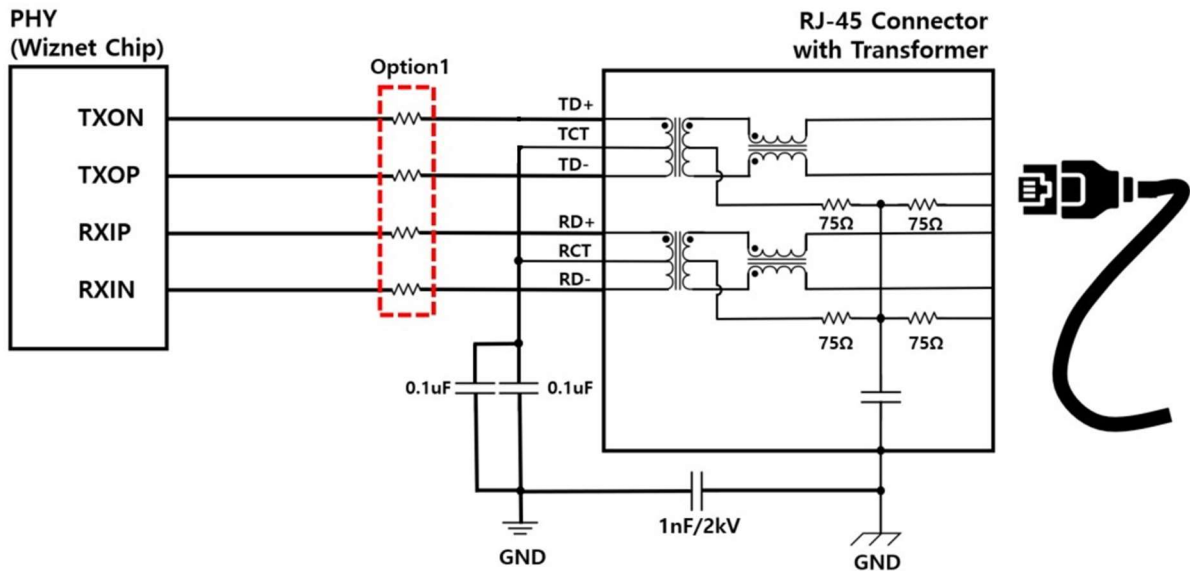 PHY
(Wiznet Chip)
RJ-45 Connector
with Transformer
Option1
TXON
TD+
TCT
TXOP
TD-
75Ω
75Ω
RXIP
RD+
RCT
RXIN
RD-
75Ω
75Ω
0.1uF
0.1uF
1nF/2kV
GND
GND